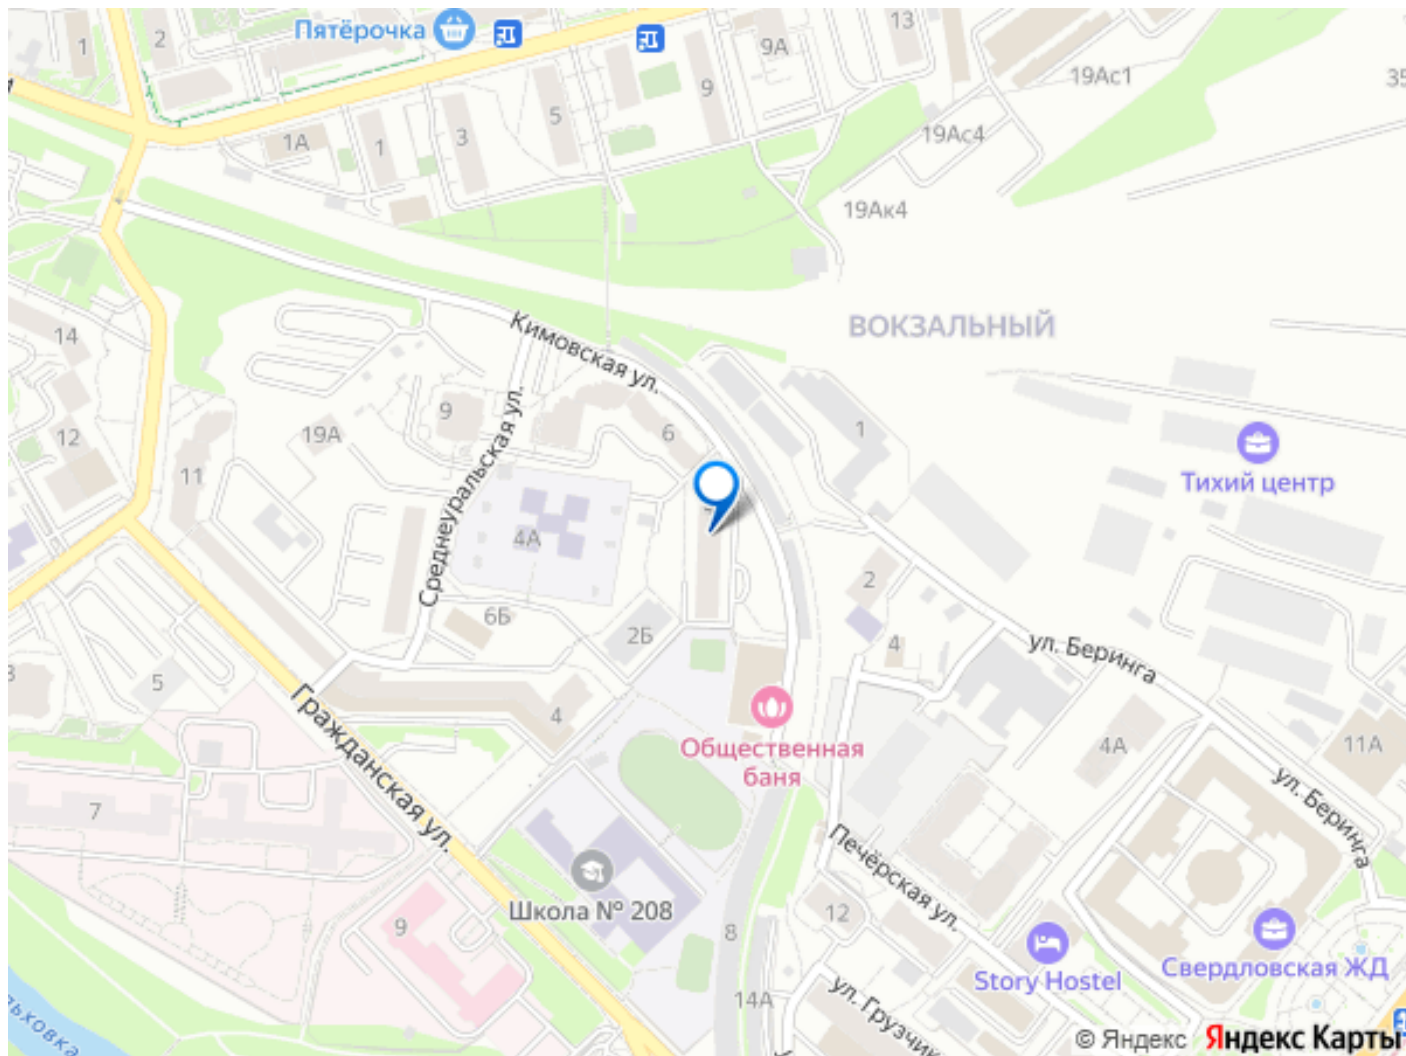 1
2
Пятёрочка
9А
13
19Ас1
35
1А
1
3
5
9
19Ас4
19Ак4
ВОКЗАЛЬНЫЙ
14
Кимовская ул.
12
9
19А
6
1
11
Тихий центр
Среднеуральская ул.
4А
2
6Б
2Б
4
ул. Беринга
5
4
Общественная
баня
4А
11А
Гражданская ул.
ул. Беринга
7
Печёрская ул.
Школа № 208
12
9
8
Story Hostel
Свердловская ЖД
14А
ул. Грузчик
ьховка
© Яндекс Яндекс Карты